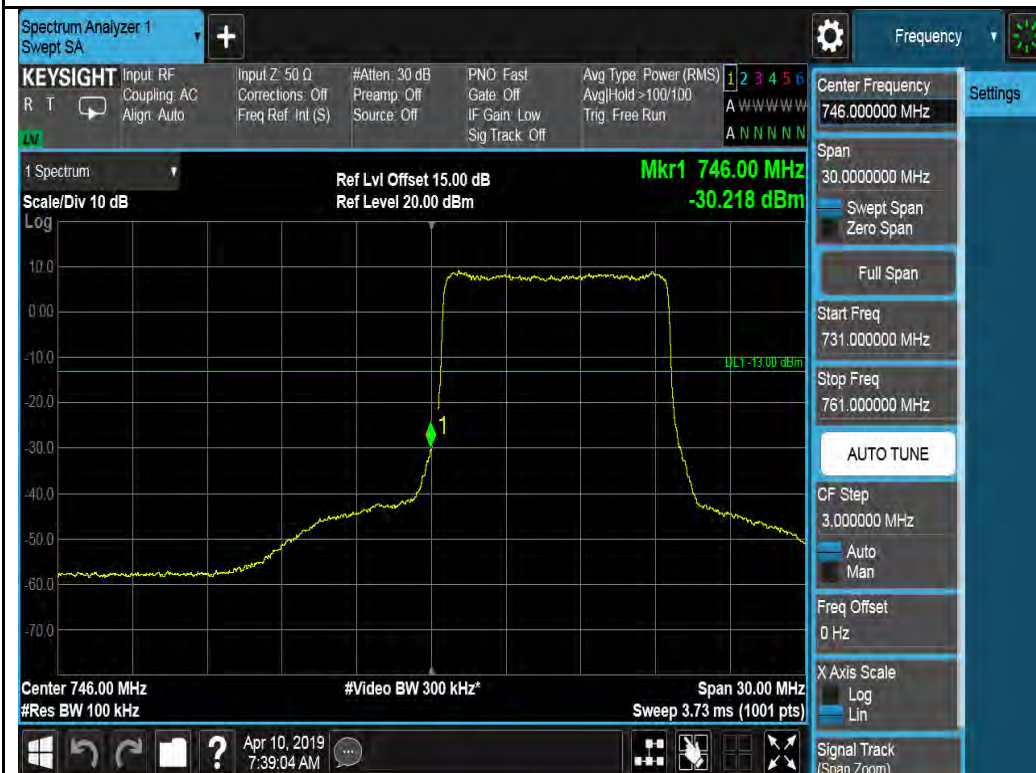 Spectrum Analyzer 1
Swept SA
+
Frequency
KEYSIGHT
R T
LV
Input: RF
Coupling: AC
Align: Auto
Input Z: 50 Ω
Corrections: Off
Freq Ref: Int (S)
#Atten: 30 dB
Preamp: Off
Source: Off
PNO: Fast
Gate: Off
IF Gain: Low
Sig Track: Off
Avg Type: Power (RMS)
Avg|Hold >100/100
Trig: Free Run
1 2 3 4 5 6
A W W W W W
A N N N N N
1 Spectrum
Scale/Div 10 dB
Log
Ref Lvl Offset 15.00 dB
Ref Level 20.00 dBm
Mkr1 746.00 MHz
-30.218 dBm
10.0
0.00
-10.0
-20.0
-30.0
-40.0
-50.0
-60.0
-70.0
DL1 -13.00 dBm
1
Center 746.00 MHz
#Res BW 100 kHz
#Video BW 300 kHz*
Span 30.00 MHz
Sweep 3.73 ms (1001 pts)
?
Apr 10, 2019
7:39:04 AM
Center Frequency
746.000000 MHz
Settings
Span
30.0000000 MHz
Swept Span
Zero Span
Full Span
Start Freq
731.000000 MHz
Stop Freq
761.000000 MHz
AUTO TUNE
CF Step
3.000000 MHz
Auto
Man
Freq Offset
0 Hz
X Axis Scale
Log
Lin
Signal Track
(Span Zoom)